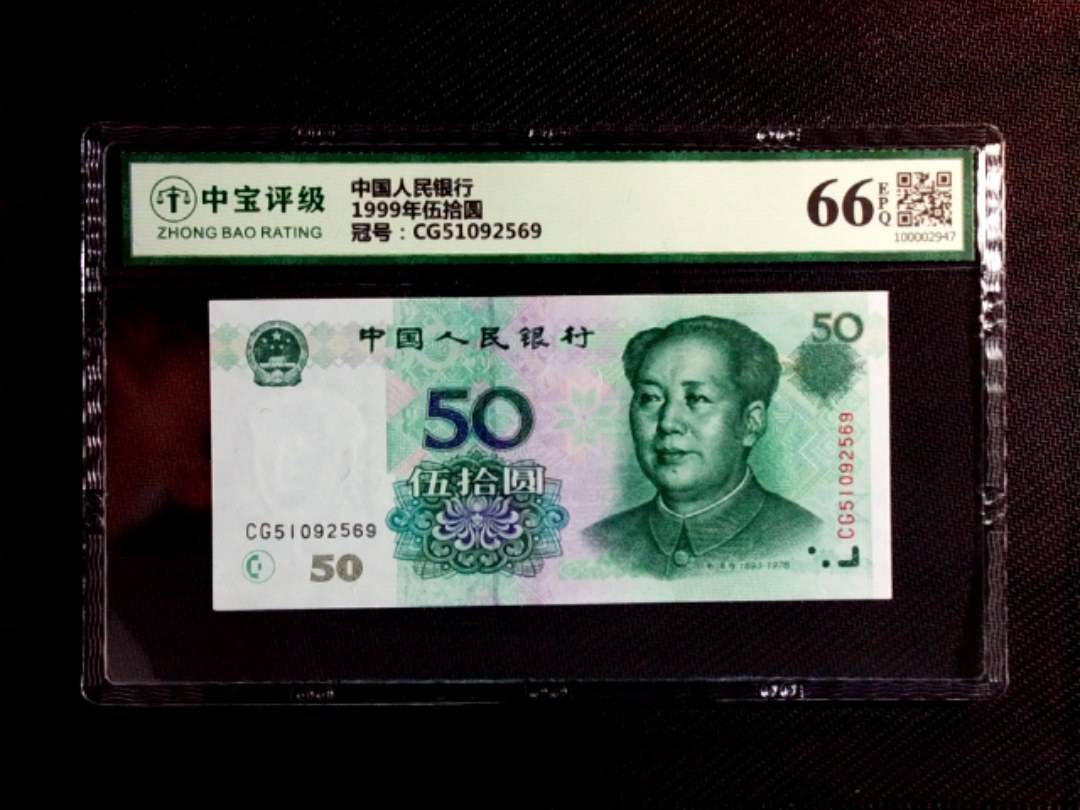 中宝评级
ZHONG BAO RATING
中国人民银行
1999年伍拾圆
冠号：CG51092569
66
EPQ
100002947
中国人民银行
50
50
伍拾圆
CG51092569
50
CG51092569
1893-1976